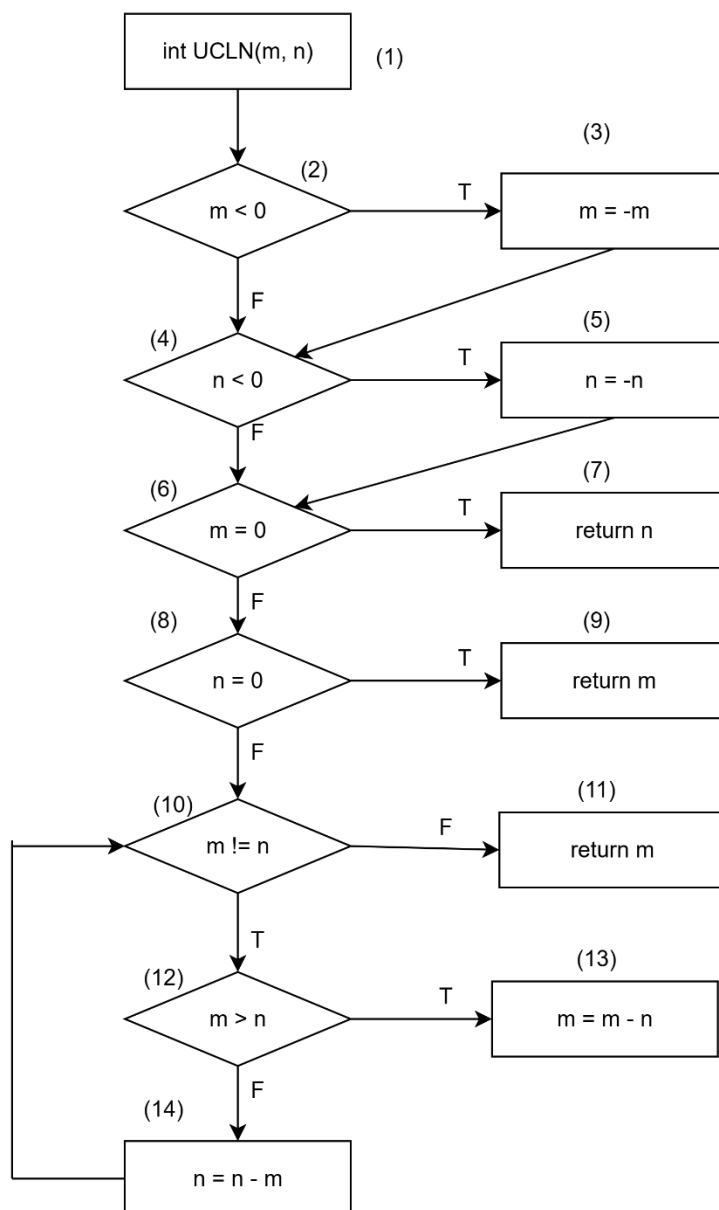 int UCLN(m, n)
(1)
(2)
(3)
m < 0
T
m = -m
F
(4)
(5)
n < 0
T
n = -n
F
(6)
(7)
m = 0
T
return n
F
(8)
(9)
n = 0
T
return m
F
(10)
(11)
m != n
F
return m
T
(12)
(13)
m > n
T
m = m - n
F
(14)
n = n - m